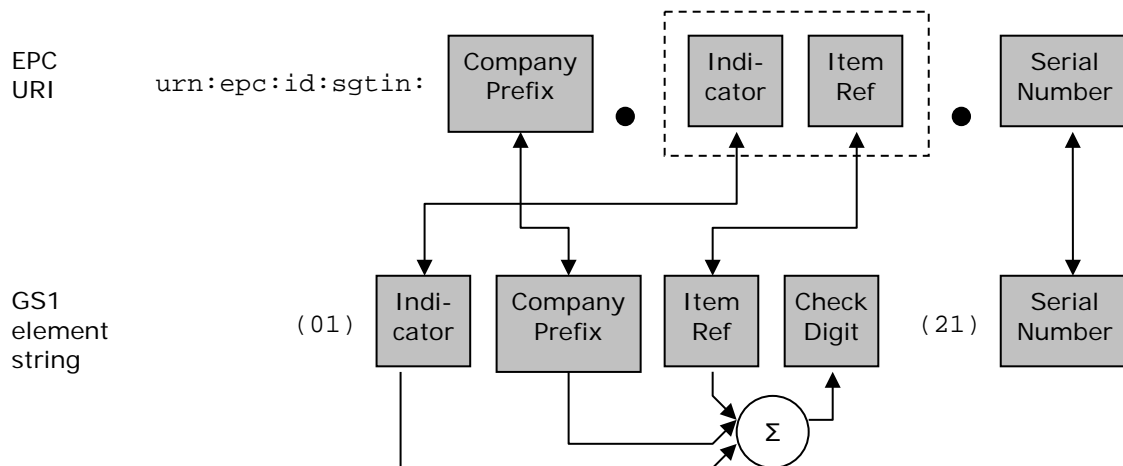 EPC
URI
urn:epc:id:sgtin:
Company
Prefix
Indi-
cator
Item
Ref
Serial
Number
GS1
element
string
(01)
Indi-
cator
Company
Prefix
Item
Ref
Check
Digit
(21)
Serial
Number
Σ